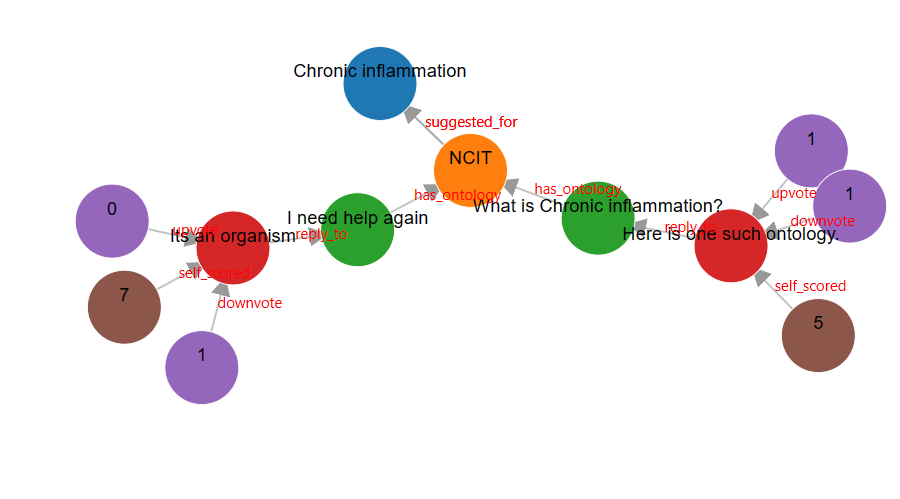 Chronic inflammation
suggested_for
NCIT
has_ontology
has_ontology
I need help again
What is Chronic inflammation?
0
upvote
Its an organism
reply_to
7
self_scored
downvote
1
1
upvote
1
downvote
reply_to
Here is one such ontology.
self_scored
5